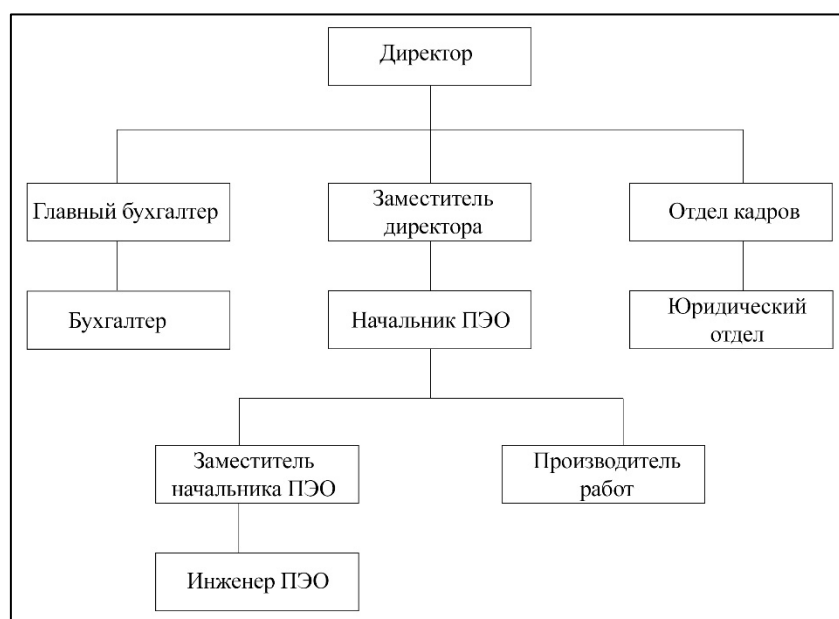 Директор
Главный бухгалтер
Заместитель
директора
Отдел кадров
Бухгалтер
Начальник ПЭО
Юридический
отдел
Заместитель
начальника ПЭО
Производитель
работ
Инженер ПЭО